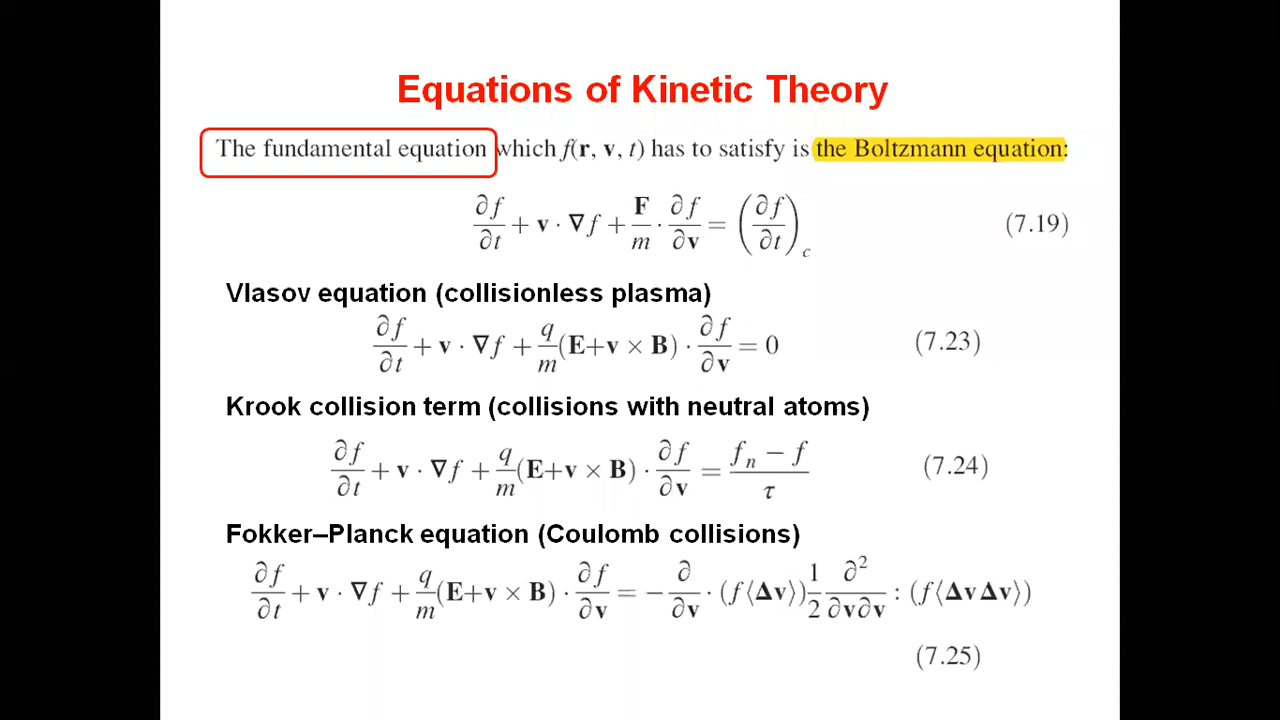 Equations of Kinetic Theory
The fundamental equation which f(r, v, t) has to satisfy is the Boltzmann equation:
∂f/∂t + v · ∇f + F/m · ∂f/∂v = (∂f/∂t)_c (7.19)
Vlasov equation (collisionless plasma)
∂f/∂t + v · ∇f + q/m (E+v × B) · ∂f/∂v = 0 (7.23)
Krook collision term (collisions with neutral atoms)
∂f/∂t + v · ∇f + q/m (E+v × B) · ∂f/∂v = (f_n − f)/τ (7.24)
Fokker–Planck equation (Coulomb collisions)
∂f/∂t + v · ∇f + q/m (E+v × B) · ∂f/∂v = − ∂/∂v · (f⟨Δv⟩) 1/2 ∂²/∂v∂v : (f⟨ΔvΔv⟩)
(7.25)